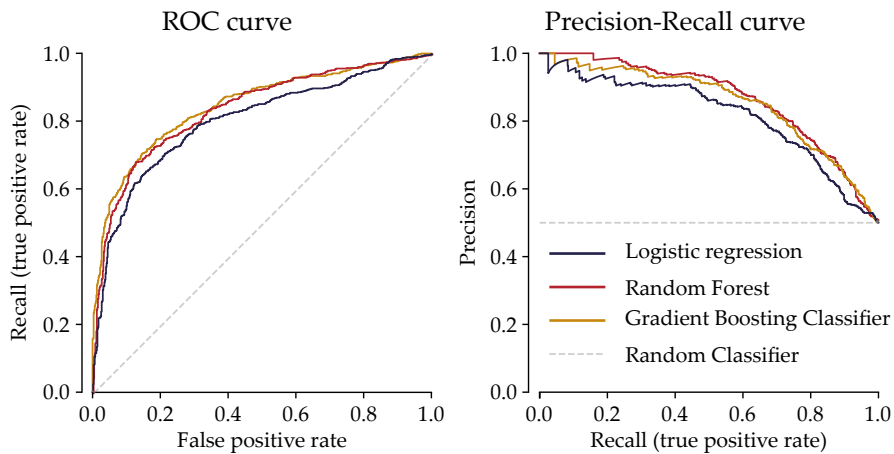 ROC curve
Recall (true positive rate)
1.0
0.8
0.6
0.4
0.2
0.0
0.0 0.2 0.4 0.6 0.8 1.0
False positive rate
Precision-Recall curve
Precision
1.0
0.8
0.6
0.4
0.2
0.0
Logistic regression
Random Forest
Gradient Boosting Classifier
Random Classifier
0.0 0.2 0.4 0.6 0.8 1.0
Recall (true positive rate)